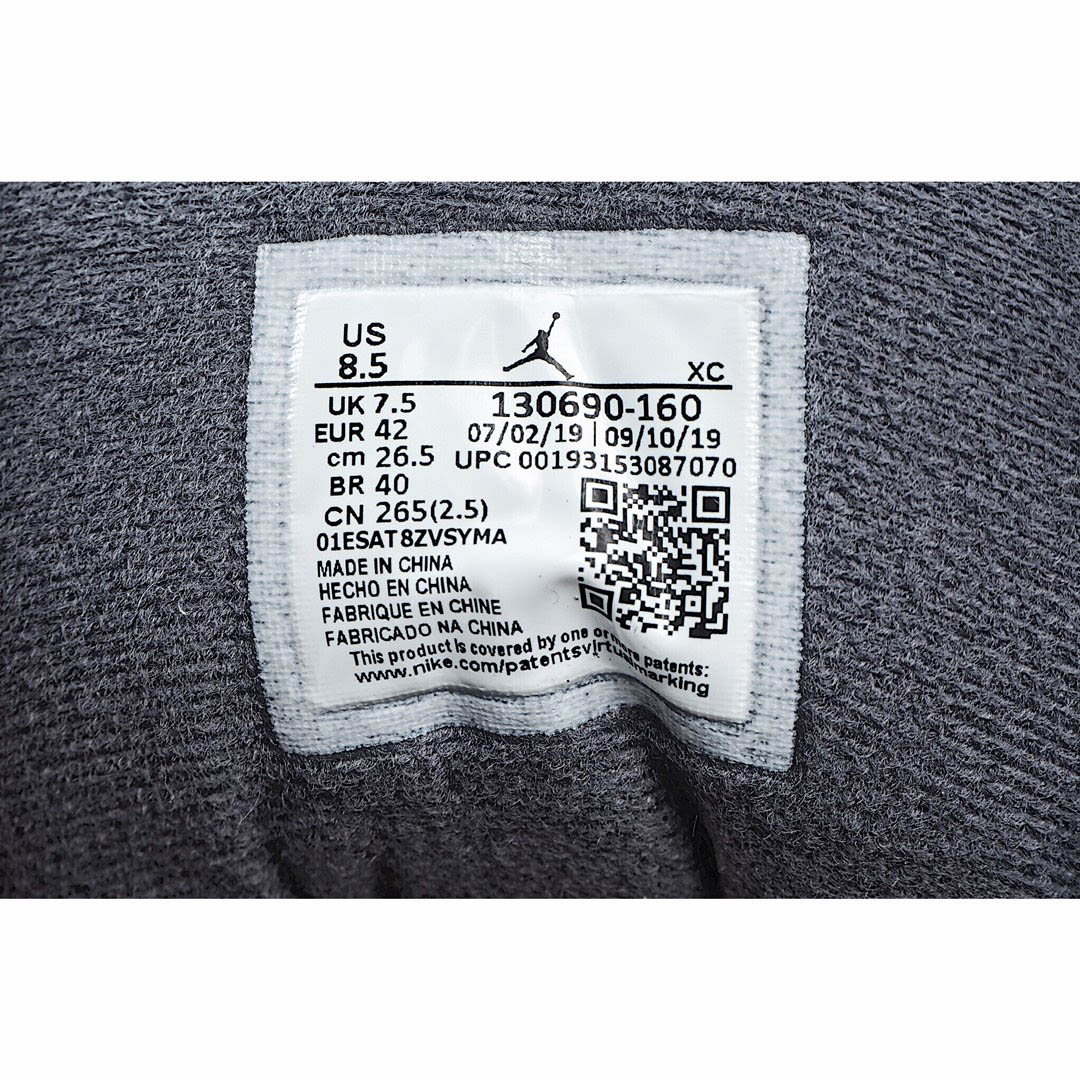 US
8.5
XC
UK 7.5
130690-160
EUR 42
07/02/19 | 09/10/19
cm 26.5
UPC 00193153087070
BR 40
CN 265(2.5)
01ESAT8ZVSYMA
MADE IN CHINA
HECHO EN CHINA
FABRIQUE EN CHINE
FABRICADO NA CHINA
This product is covered by one or more patents:
www.nike.com/patentsvirtualmarking